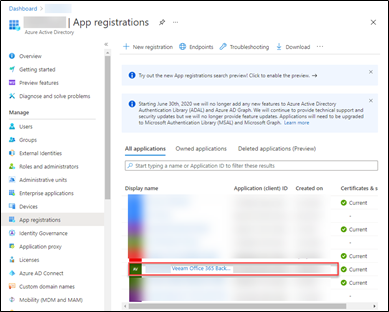 Dashboard >
| App registrations
Azure Active Directory
Overview
Getting started
Preview features
Diagnose and solve problems
Manage
Users
Groups
External Identities
Roles and administrators
Administrative units
Enterprise applications
Devices
App registrations
Identity Governance
Application proxy
Licenses
Azure AD Connect
Custom domain names
Mobility (MDM and MAM)
+ New registration Endpoints Troubleshooting Download ...
Try out the new App registrations search preview! Click to enable the preview. →
Starting June 30th, 2020 we will no longer add any new features to Azure Active Directory
Authentication Library (ADAL) and Azure AD Graph. We will continue to provide technical support and
security updates but we will no longer provide feature updates. Applications will need to be upgraded
to Microsoft Authentication Library (MSAL) and Microsoft Graph. Learn more
All applications Owned applications Deleted applications (Preview)
Start typing a name or Application ID to filter these results
Display name Application (client) ID Created on Certificates & s
Current
-
Current
Veeam Office 365 Back... Current
Current
-